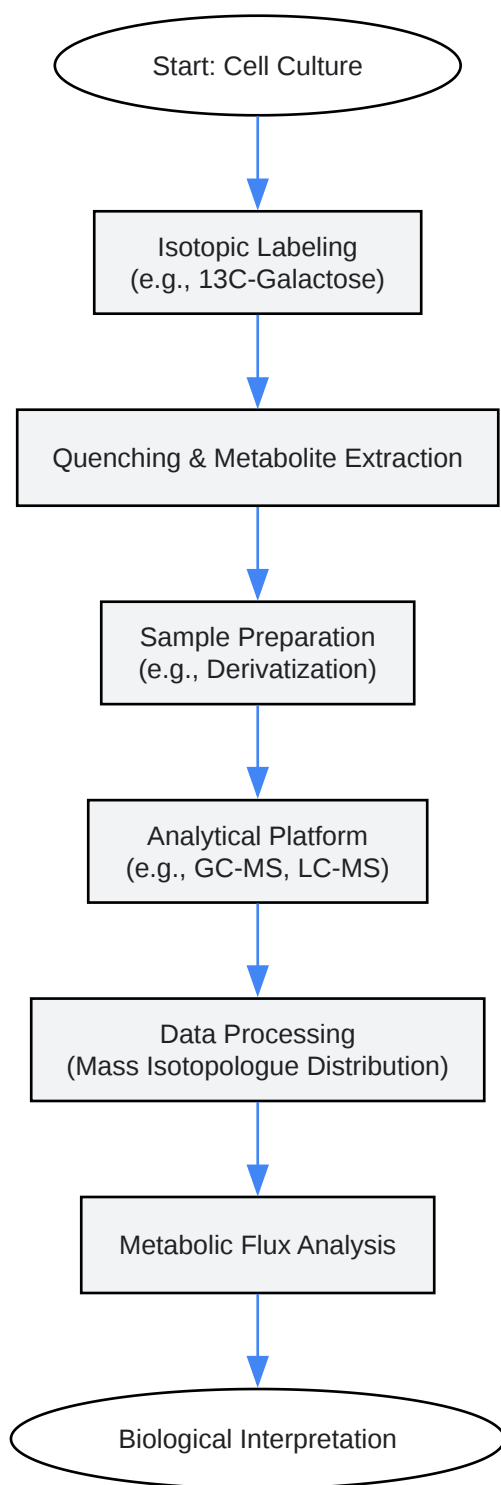 Start: Cell Culture
Isotopic Labeling
(e.g., 13C-Galactose)
Quenching & Metabolite Extraction
Sample Preparation
(e.g., Derivatization)
Analytical Platform
(e.g., GC-MS, LC-MS)
Data Processing
(Mass Isotopologue Distribution)
Metabolic Flux Analysis
Biological Interpretation